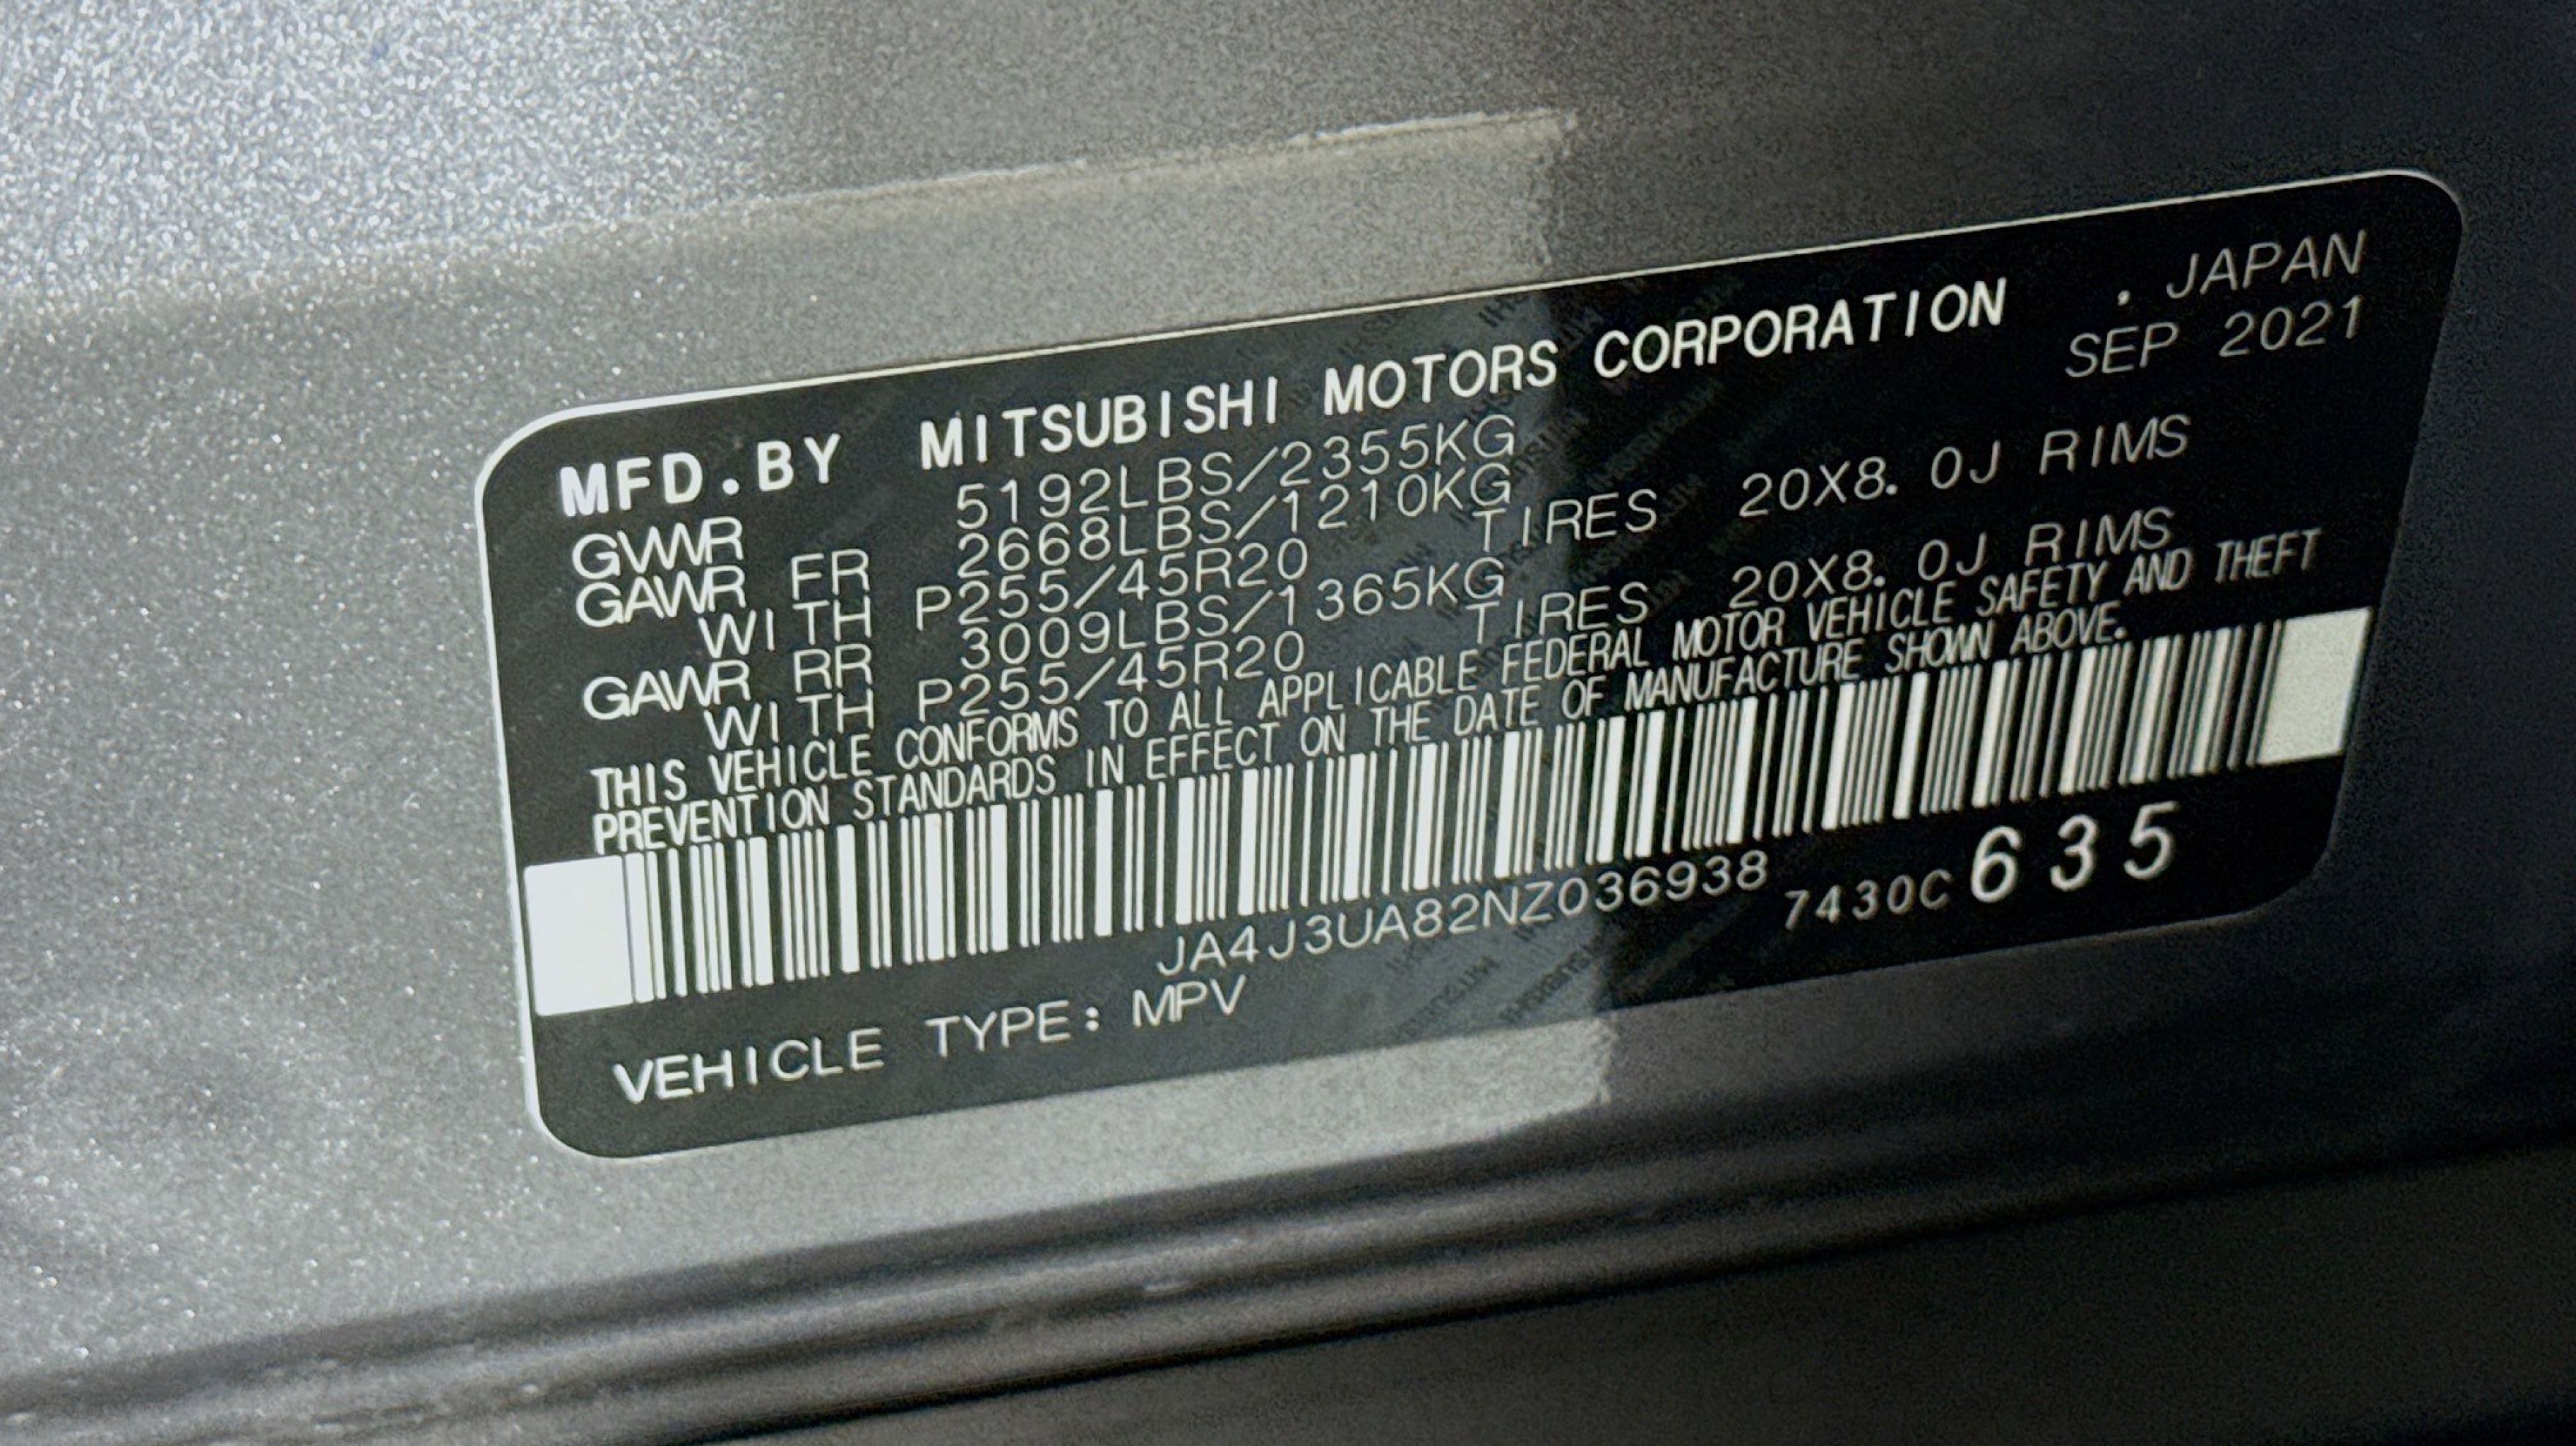 MFD.BY MITSUBISHI MOTORS CORPORATION . JAPAN
SEP 2021
GVWR 5192LBS/2355KG
GAWR FR 2668LBS/1210KG
WITH P255/45R20 TIRES 20X8.0J RIMS
GAWR RR 3009LBS/1365KG
WITH P255/45R20 TIRES 20X8.0J RIMS
THIS VEHICLE CONFORMS TO ALL APPLICABLE FEDERAL MOTOR VEHICLE SAFETY AND THEFT
PREVENTION STANDARDS IN EFFECT ON THE DATE OF MANUFACTURE SHOWN ABOVE.
JA4J3UA82NZ036938 7430C 635
VEHICLE TYPE: MPV